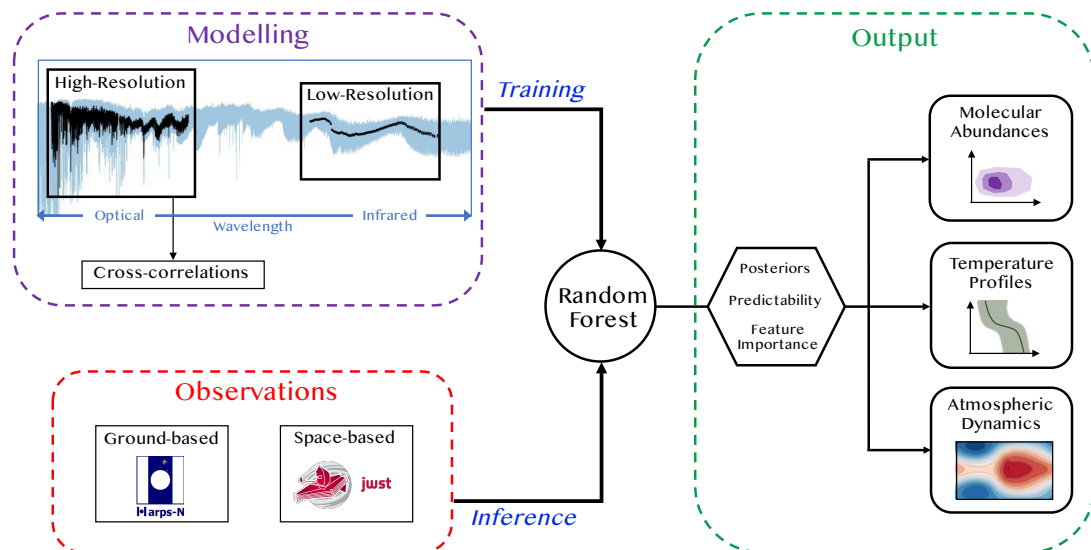 Modelling
High-Resolution
Low-Resolution
Optical
Wavelength
Infrared
Cross-correlations
Training
Observations
Ground-based
Harps-N
Space-based
jwst
Inference
Random
Forest
Output
Posteriors
Predictability
Feature
Importance
Molecular
Abundances
Temperature
Profiles
Atmospheric
Dynamics